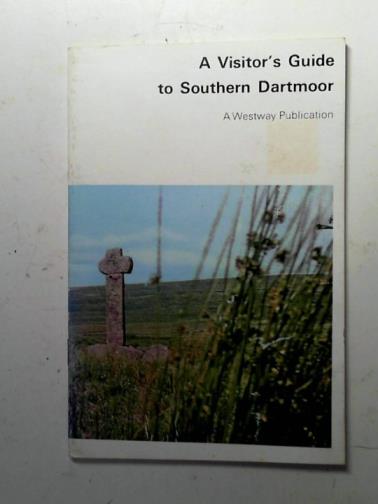 A Visitor's Guide
to Southern Dartmoor
A Westway Publication